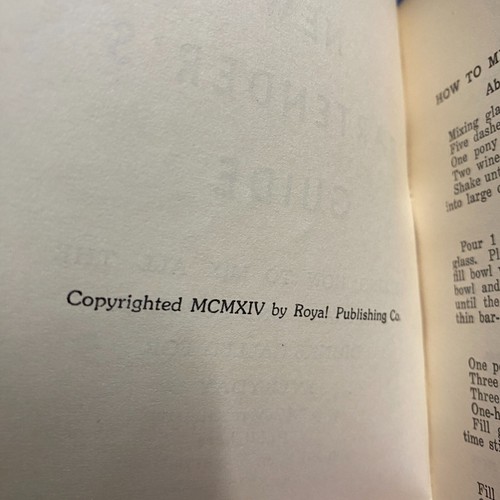 Copyrighted MCMXIV by Royal Publishing Co.
HOW TO M
Ab
Mixing gla
Five dashe
One pony
Two wine
Shake unt
into large
Pour 1
glass. Pl
fill bowl
bowl and
until the
thin bar-
One p
Three
Three
One-h
Fill
time sti
Fill